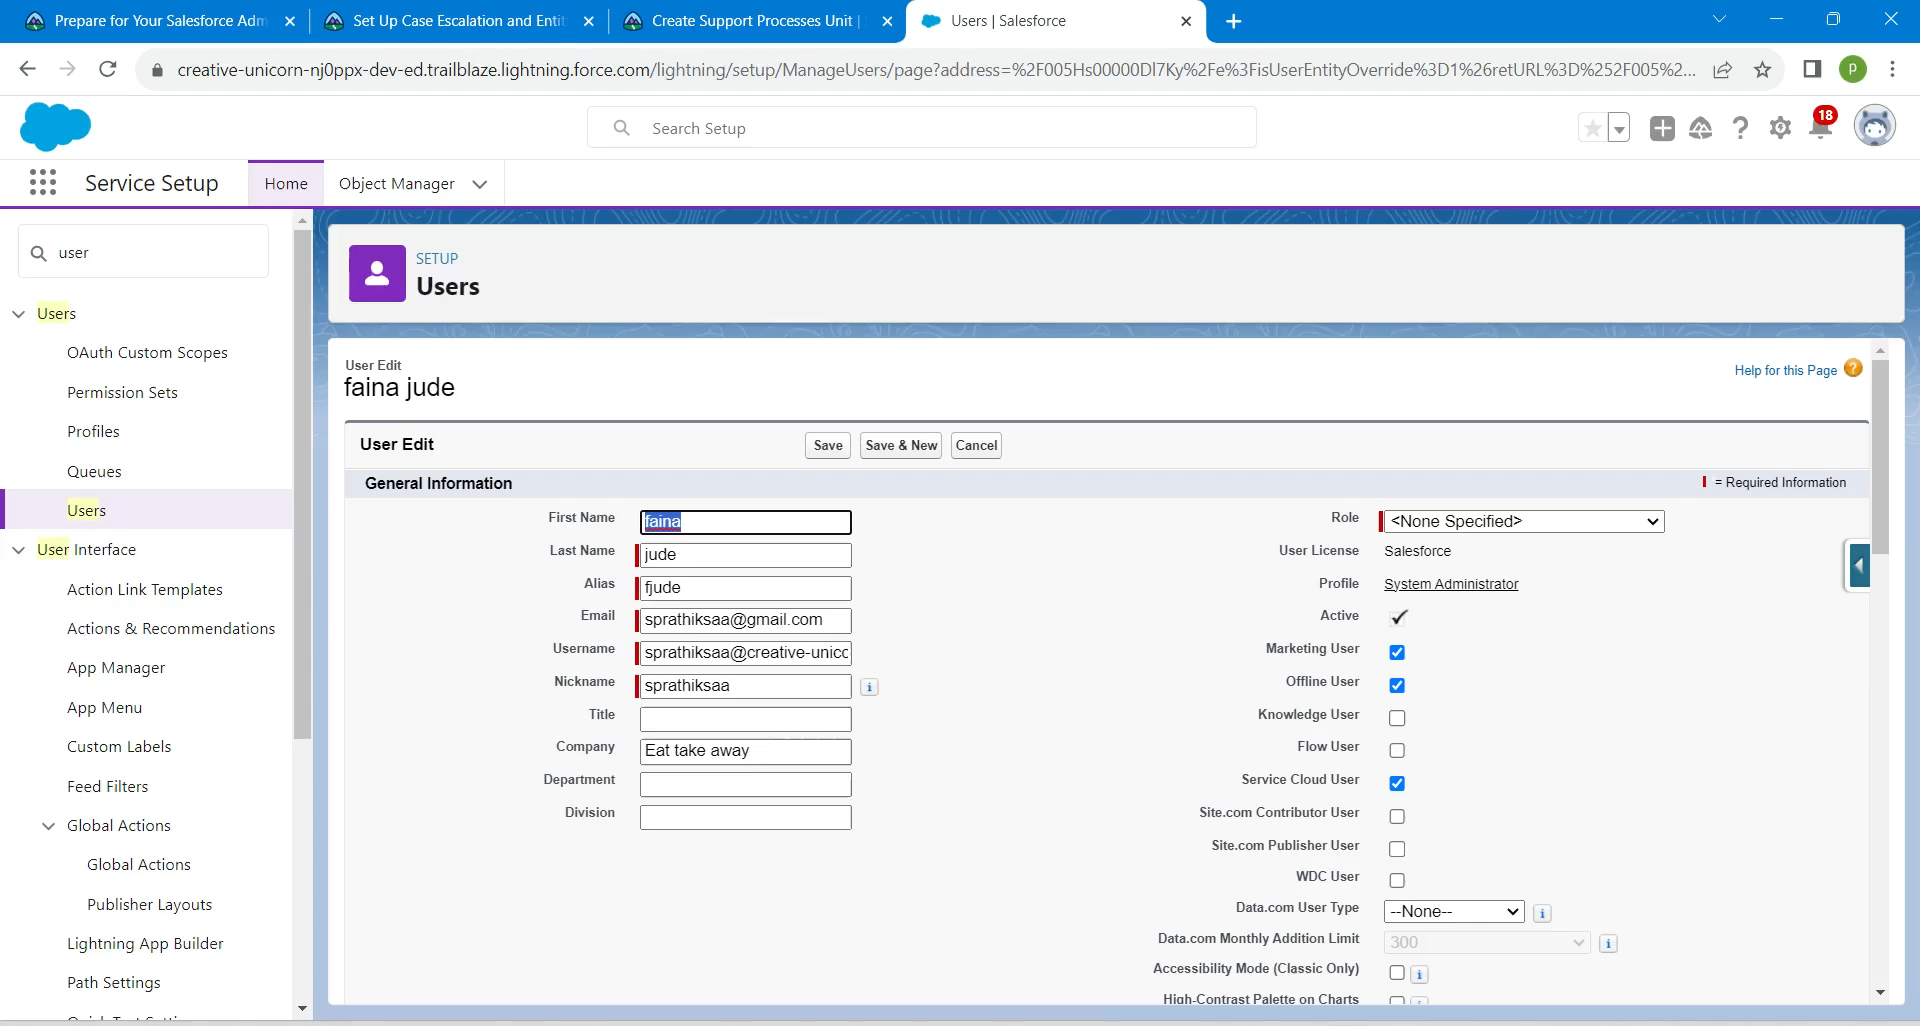 Prepare for Your Salesforce Adm
Set Up Case Escalation and Entit
Create Support Processes Unit |
Users | Salesforce
creative-unicorn-nj0ppx-dev-ed.trailblaze.lightning.force.com/lightning/setup/ManageUsers/page?address=%2F005Hs00000Dl7Ky%2Fe%3FisUserEntityOverride%3D1%26retURL%3D%252F005%2...
P
Search Setup
18
Service Setup
Home
Object Manager
user
Users
OAuth Custom Scopes
Permission Sets
Profiles
Queues
Users
User Interface
Action Link Templates
Actions & Recommendations
App Manager
App Menu
Custom Labels
Feed Filters
Global Actions
Global Actions
Publisher Layouts
Lightning App Builder
Path Settings
SETUP
Users
User Edit
faina jude
Help for this Page ?
User Edit
Save
Save & New
Cancel
General Information
= Required Information
First Name faina
Last Name jude
Alias fjude
Email sprathiksaa@gmail.com
Username sprathiksaa@creative-unicc
Nickname sprathiksaa i
Title
Company Eat take away
Department
Division
Role <None Specified>
User License Salesforce
Profile System Administrator
Active
Marketing User
Offline User
Knowledge User
Flow User
Service Cloud User
Site.com Contributor User
Site.com Publisher User
WDC User
Data.com User Type --None-- i
Data.com Monthly Addition Limit 300 i
Accessibility Mode (Classic Only) i
High-Contrast Palette on Charts